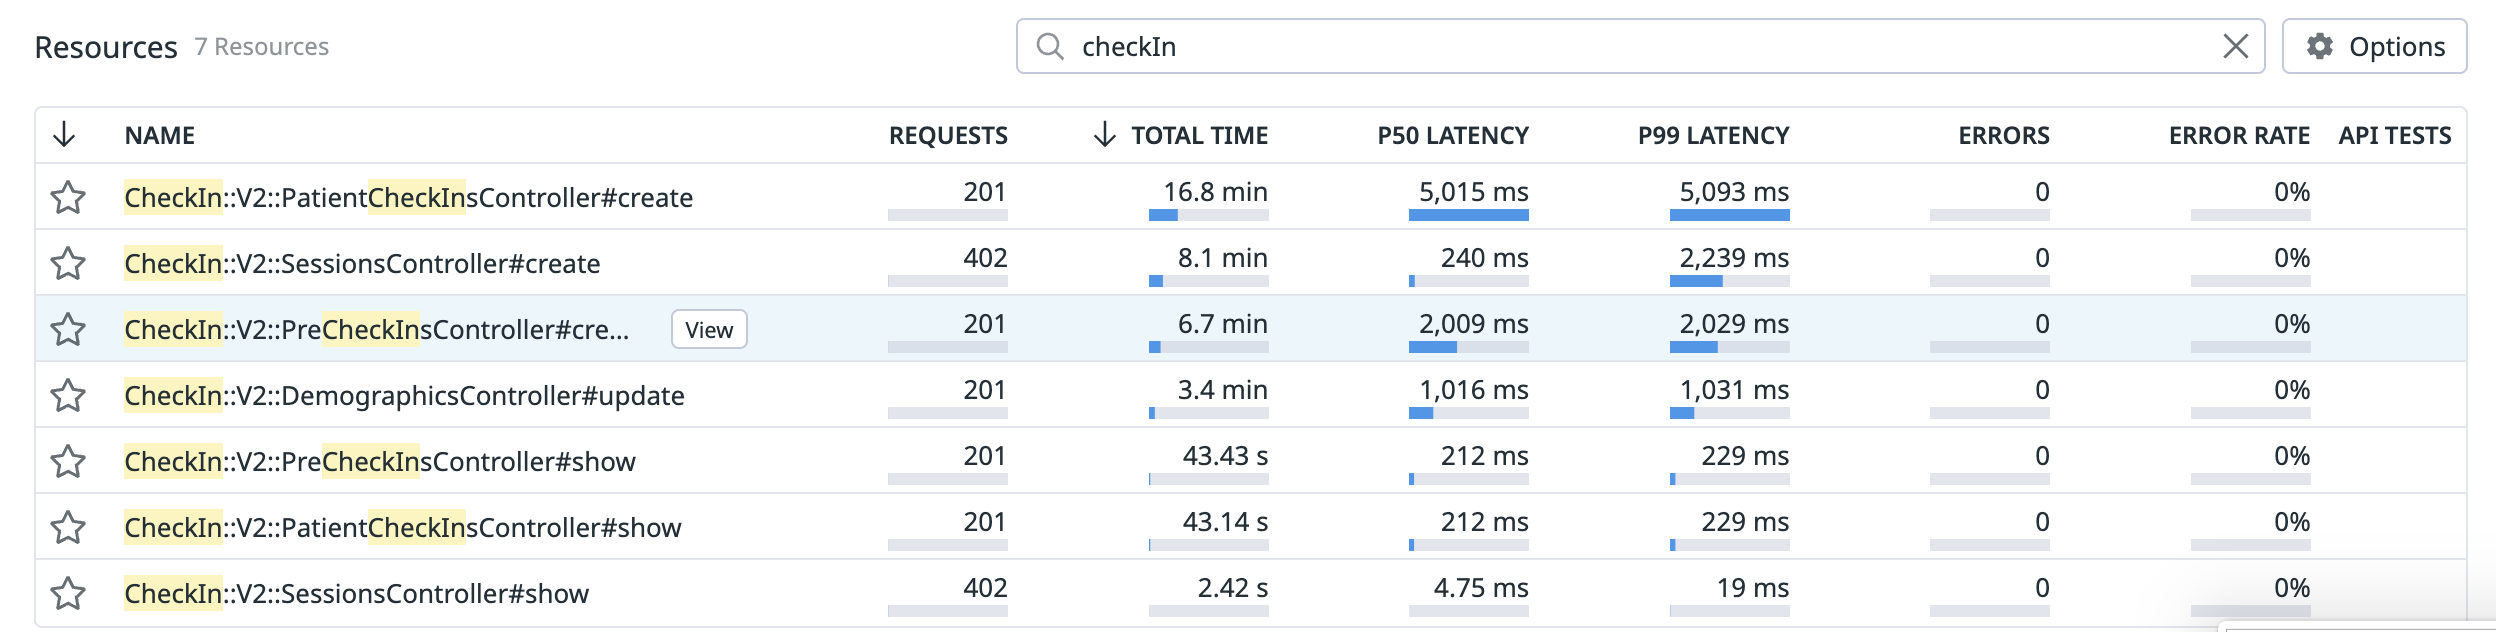 Resources 7 Resources checkIn Options
NAME REQUESTS TOTAL TIME P50 LATENCY P99 LATENCY ERRORS ERROR RATE API TESTS
CheckIn::V2::PatientCheckInsController#create 201 16.8 min 5,015 ms 5,093 ms 0 0%
CheckIn::V2::SessionsController#create 402 8.1 min 240 ms 2,239 ms 0 0%
CheckIn::V2::PreCheckInsController#cre... View 201 6.7 min 2,009 ms 2,029 ms 0 0%
CheckIn::V2::DemographicsController#update 201 3.4 min 1,016 ms 1,031 ms 0 0%
CheckIn::V2::PreCheckInsController#show 201 43.43 s 212 ms 229 ms 0 0%
CheckIn::V2::PatientCheckInsController#show 201 43.14 s 212 ms 229 ms 0 0%
CheckIn::V2::SessionsController#show 402 2.42 s 4.75 ms 19 ms 0 0%